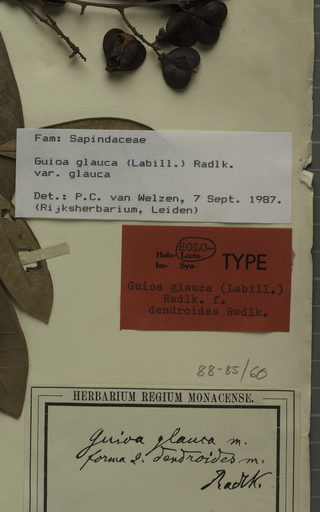 Fam: Sapindaceae
Guioa glauca (Labill.) Radlk.
var. glauca
Det.: P.C. van Welzen, 7 Sept. 1987.
(Rijksherbarium, Leiden)
HOLO-
Holo- Lecto-
Iso- Syn-
TYPE
Guioa glauca (Labill.)
Radlk. f.
dendroides Radlk.
88-85/60
HERBARIUM REGIUM MONACENSE.
Guioa glauca m.
forma 2. dendroides m.
Radlk.